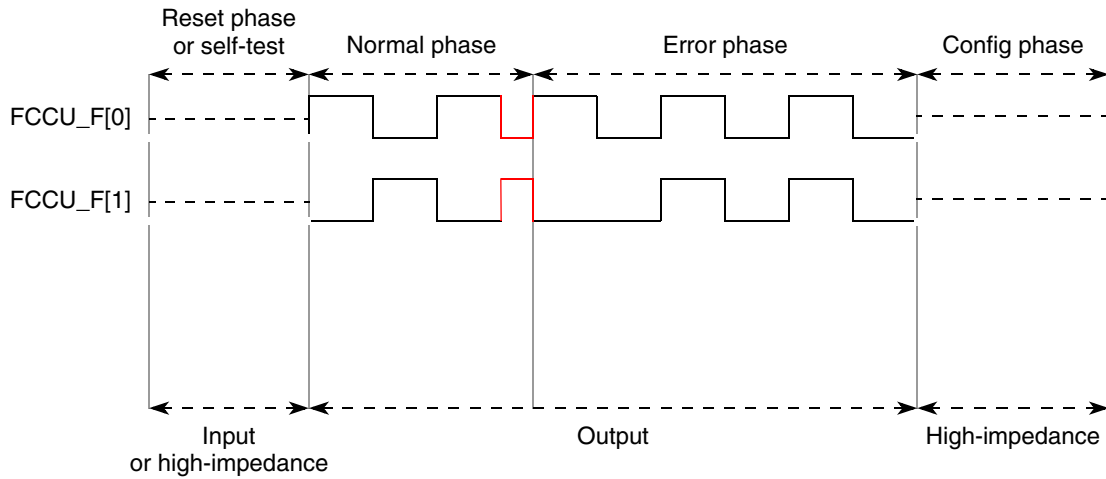 Reset phase
or self-test
Normal phase
Error phase
Config phase
FCCU_F[0]
FCCU_F[1]
Input
or high-impedance
Output
High-impedance